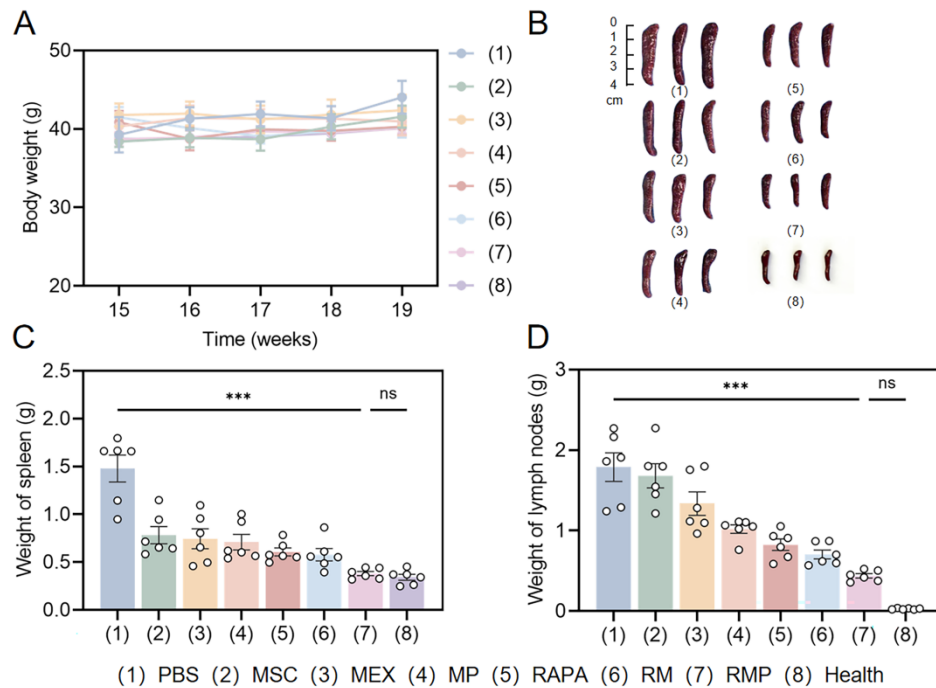 A
Body weight (g)
50
40
30
20
15 16 17 18 19
Time (weeks)
(1)
(2)
(3)
(4)
(5)
(6)
(7)
(8)
B
0
1
2
3
4
cm
(1)
(5)
(2)
(6)
(3)
(7)
(4)
(8)
C
Weight of spleen (g)
2.5
2.0
1.5
1.0
0.5
0.0
***
ns
(1) (2) (3) (4) (5) (6) (7) (8)
D
Weight of lymph nodes (g)
3
2
1
0
***
ns
(1) (2) (3) (4) (5) (6) (7) (8)
(1) PBS (2) MSC (3) MEX (4) MP (5) RAPA (6) RM (7) RMP (8) Health